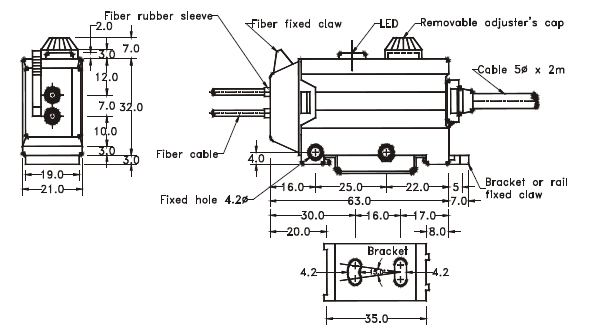 2.0
Fiber rubber sleeve
Fiber fixed claw
LED
Removable adjuster's cap
7.0
3.0
12.0
Cable 5ø x 2m
7.0
32.0
10.0
Fiber cable
3.0
3.0
4.0
19.0
21.0
Fixed hole 4.2ø
16.0
25.0
22.0
5
Bracket or rail
fixed claw
63.0
7.0
30.0
16.0
17.0
20.0
8.0
Bracket
4.2
4.2
35.0